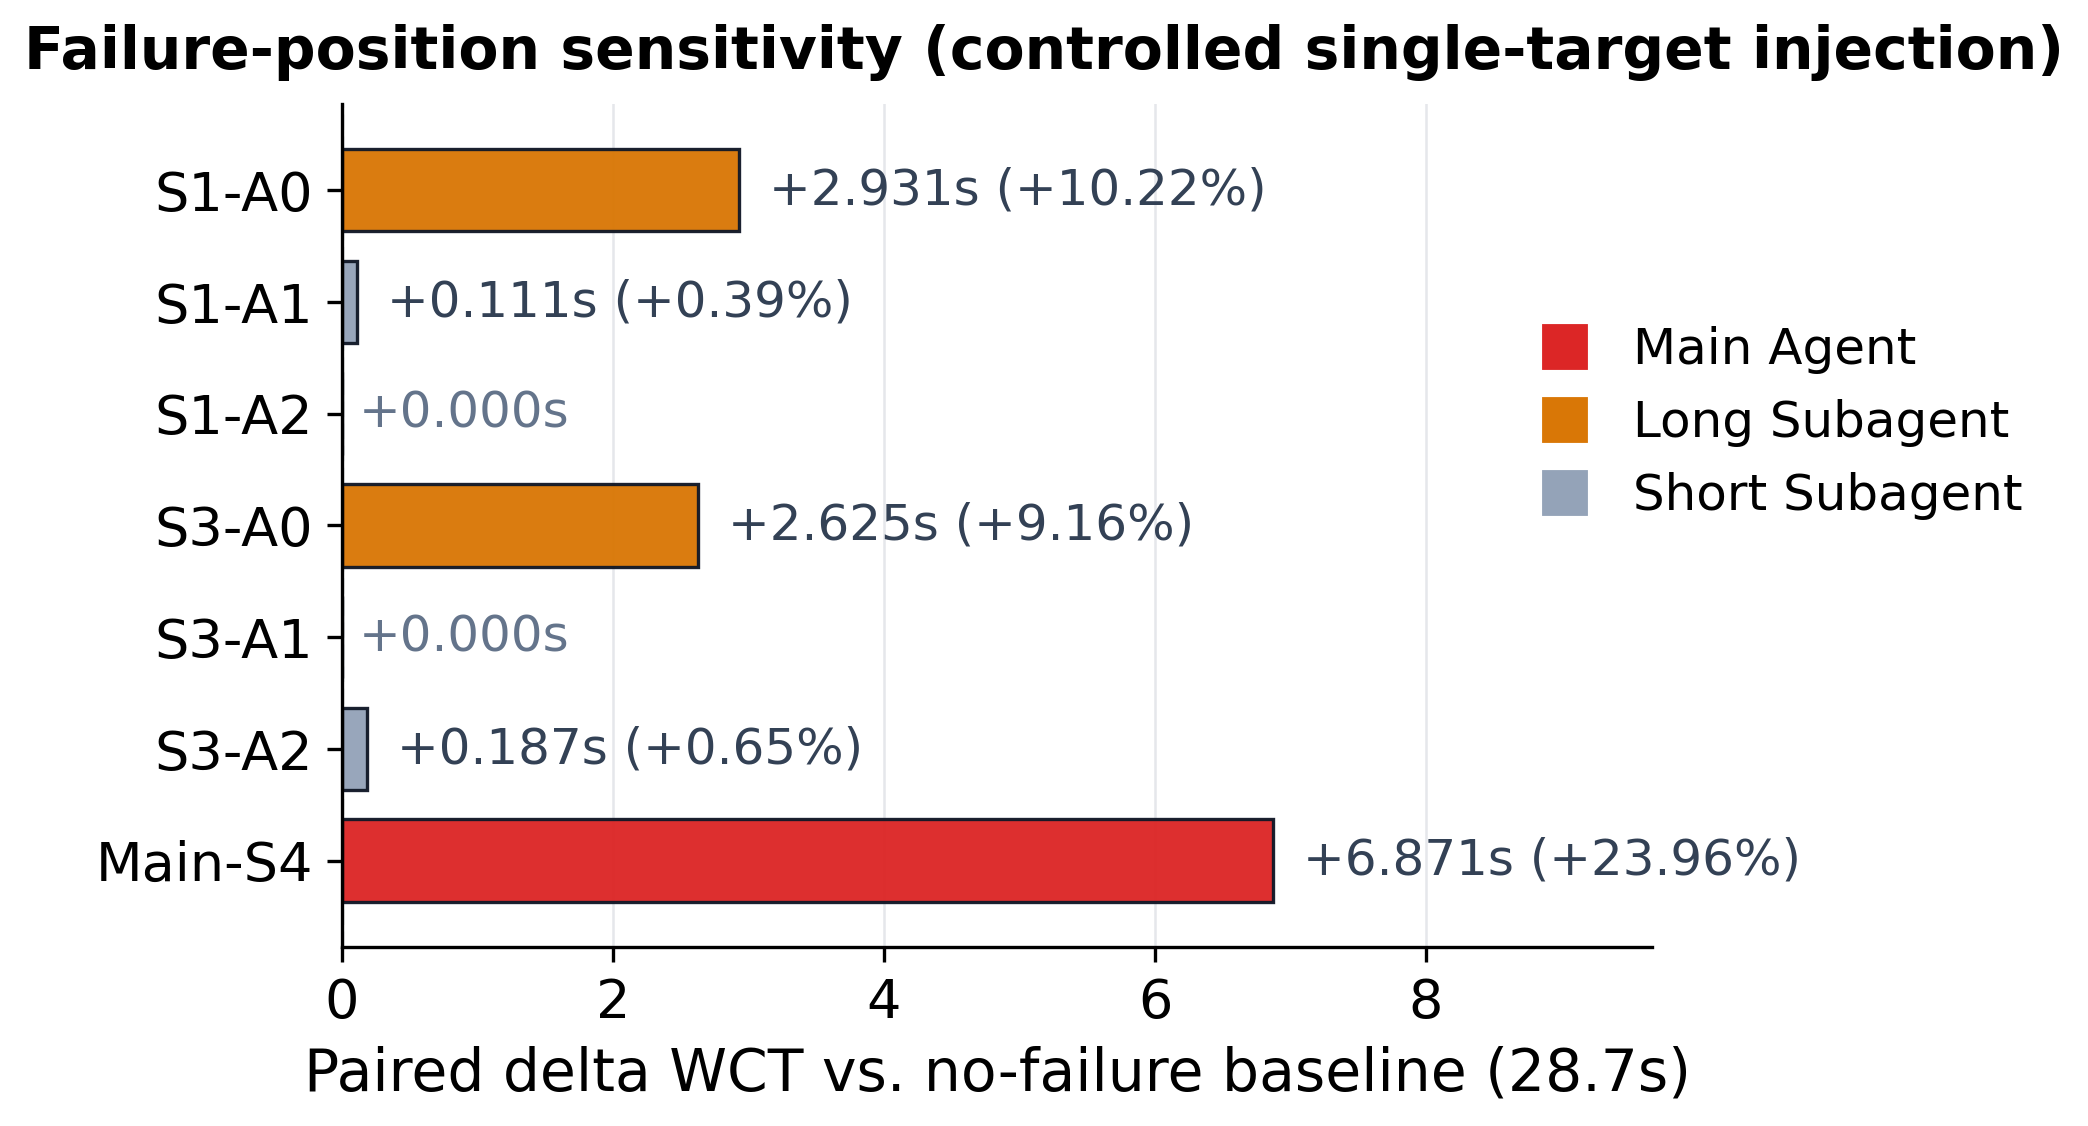 Failure-position sensitivity (controlled single-target injection)
S1-A0
+2.931s (+10.22%)
S1-A1
+0.111s (+0.39%)
S1-A2
+0.000s
S3-A0
+2.625s (+9.16%)
S3-A1
+0.000s
S3-A2
+0.187s (+0.65%)
Main-S4
+6.871s (+23.96%)
Main Agent
Long Subagent
Short Subagent
0 2 4 6 8
Paired delta WCT vs. no-failure baseline (28.7s)